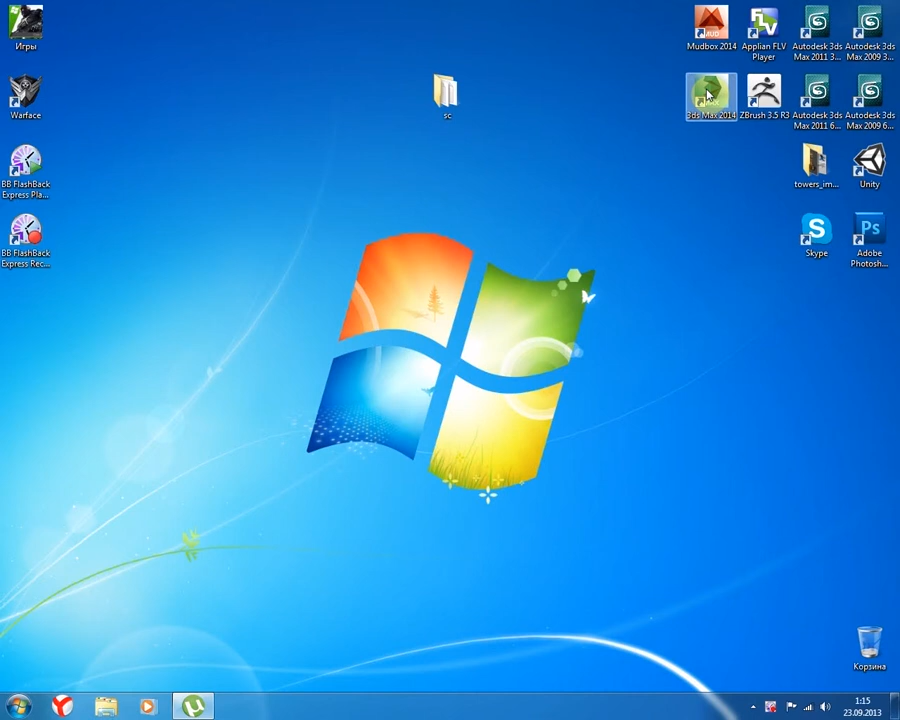 Игры
Mudbox 2014
Applian FLV
Player
Autodesk 3ds
Max 2011 3...
Autodesk 3ds
Max 2009 3...
Warface
sc
3ds Max 2014
ZBrush 3.5 R3
Autodesk 3ds
Max 2011 6...
Autodesk 3ds
Max 2009 6...
BB FlashBack
Express Pla...
towers_im...
Unity
BB FlashBack
Express Rec...
Skype
Adobe
Photosh...
Корзина
1:15
23.09.2013